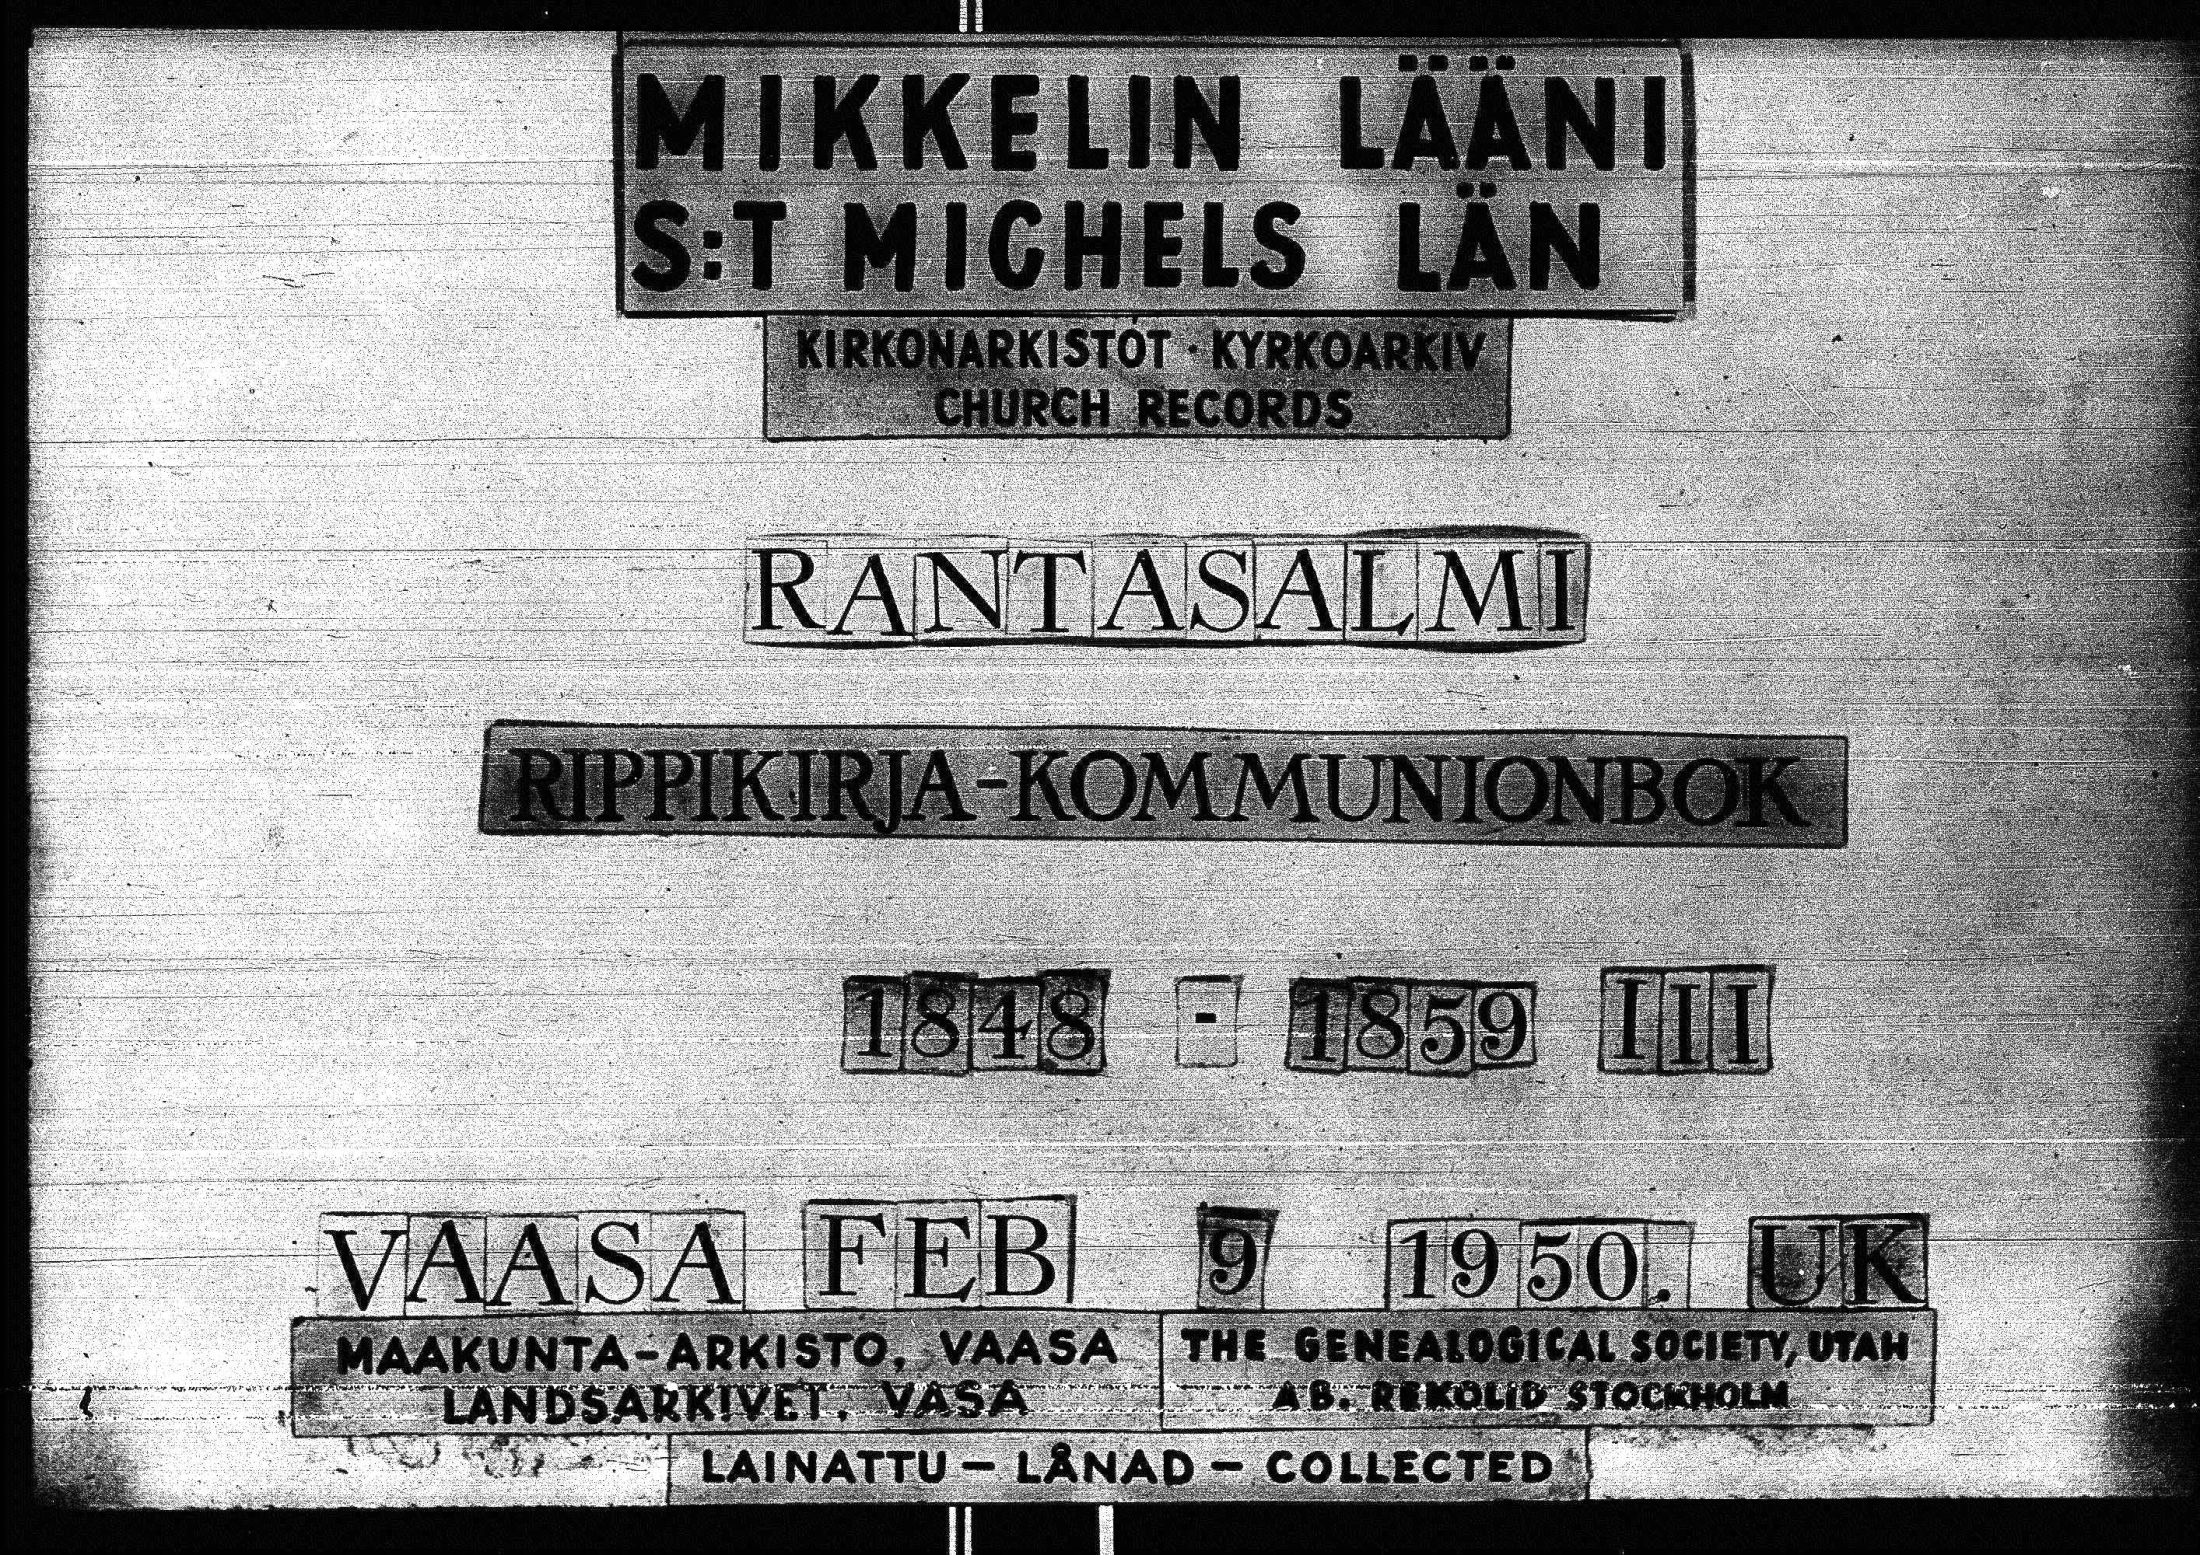 MIKKELIN LÄÄNI
S:T MICHELS LÄN
KIRKONARKISTOT · KYRKOARKIV
CHURCH RECORDS
RANTASALMI
RIPPIKIRJA-KOMMUNIONBOK
1848 - 1859 III
VAASA FEB 9 1950. UK
MAAKUNTA-ARKISTO, VAASA
LANDSARKIVET, VASA
THE GENEALOGICAL SOCIETY, UTAH
AB. REKOLID STOCKHOLM
LAINATTU - LÅNAD - COLLECTED